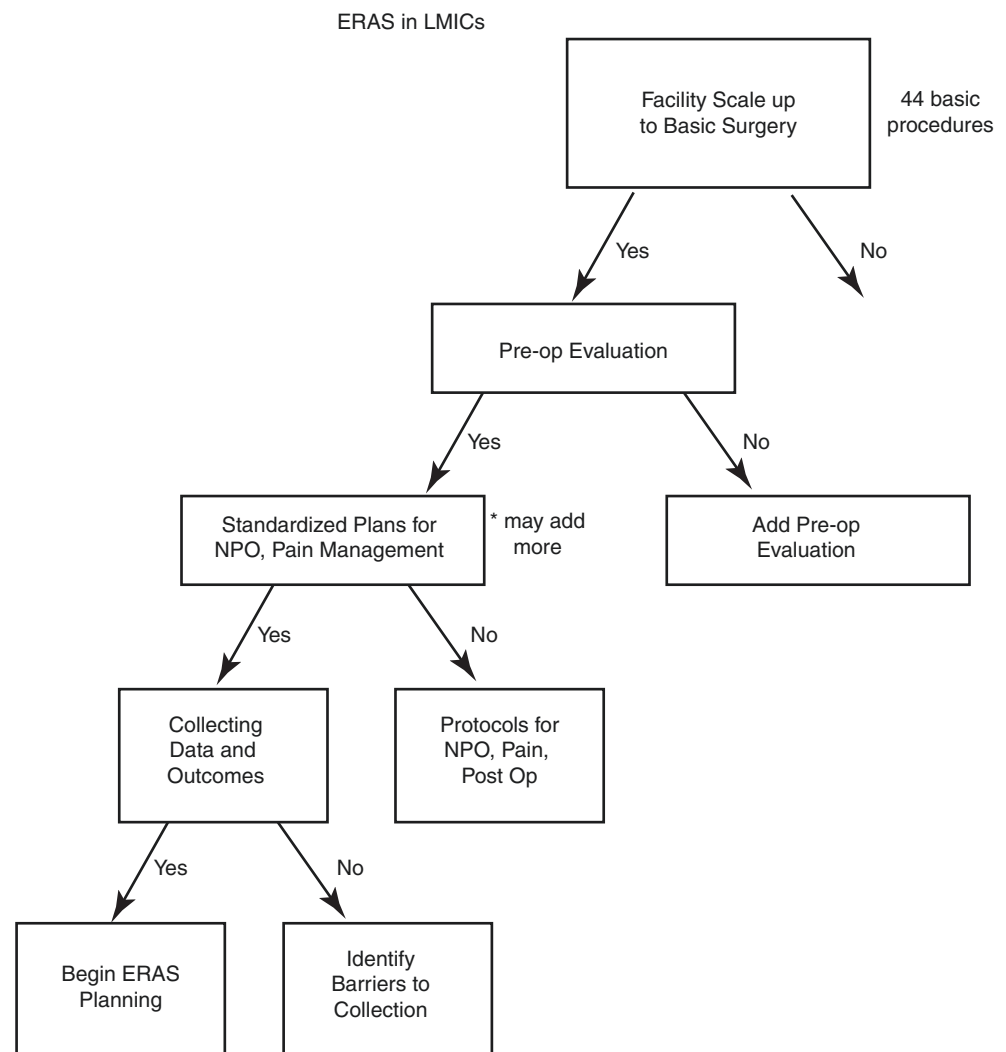 ERAS in LMICs
Facility Scale up
to Basic Surgery
44 basic
procedures
Yes
No
Pre-op Evaluation
Yes
No
Standardized Plans for
NPO, Pain Management
* may add
more
Add Pre-op
Evaluation
Yes
No
Collecting
Data and
Outcomes
Protocols for
NPO, Pain,
Post Op
Yes
No
Begin ERAS
Planning
Identify
Barriers to
Collection